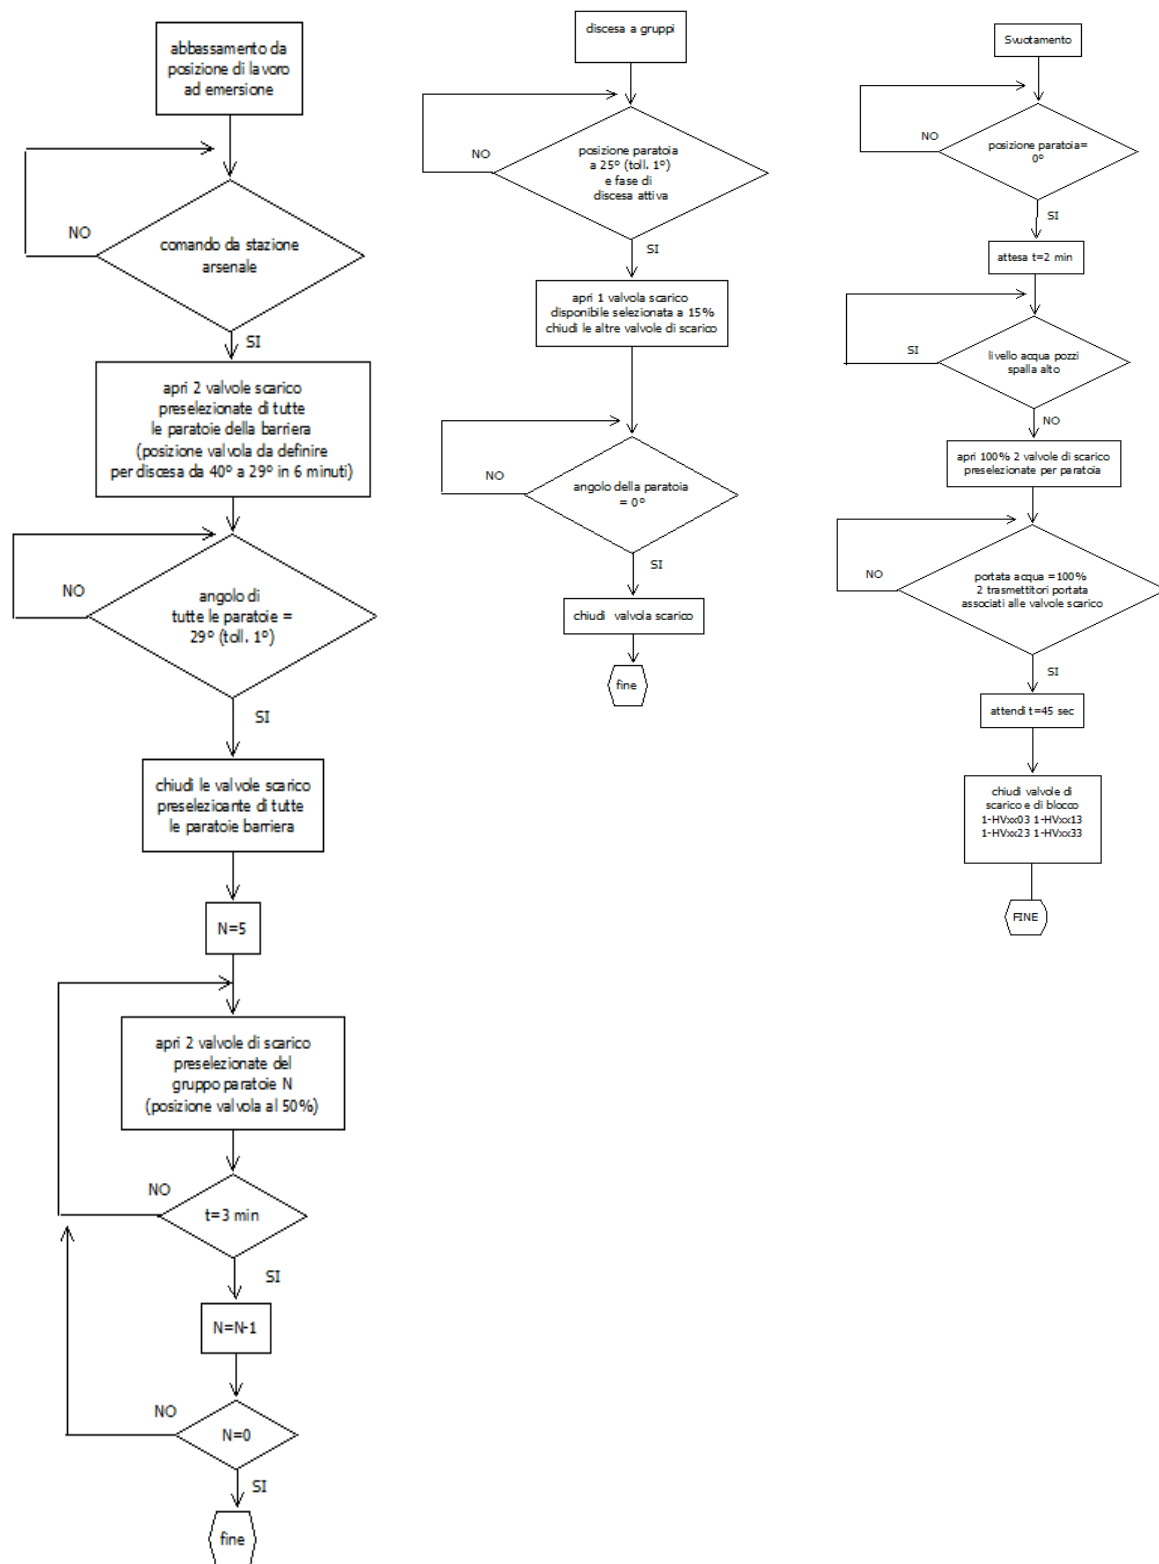 abbassamento da
posizione di lavoro
ad emersione
NO
comando da stazione
arsenale
SI
apri 2 valvole scarico
preselezionate di tutte
le paratoie della barriera
(posizione valvola da definire
per discesa da 40° a 29° in 6 minuti)
NO
angolo di
tutte le paratoie =
29° (toll. 1°)
SI
chiudi le valvole scarico
preselezioante di tutte
le paratoie barriera
N=5
apri 2 valvole di scarico
preselezionate del
gruppo paratoie N
(posizione valvola al 50%)
NO
t=3 min
SI
N=N-1
NO
N=0
SI
fine
discesa a gruppi
NO
posizione paratoia
a 25° (toll. 1°)
e fase di
discesa attiva
SI
apri 1 valvola scarico
disponibile selezionata a 15%
chiudi le altre valvole di scarico
NO
angolo della paratoia
= 0°
SI
chiudi valvola scarico
fine
Svuotamento
NO
posizione paratoia=
0°
SI
attesa t=2 min
SI
livello acqua pozzi
spalla alto
NO
apri 100% 2 valvole di scarico
preselezionate per paratoia
NO
portata acqua =100%
2 trasmettitori portata
associati alle valvole scarico
SI
attendi t=45 sec
chiudi valvole di
scarico e di blocco
1-HVxx03 1-HVxx13
1-HVxx23 1-HVxx33
FINE